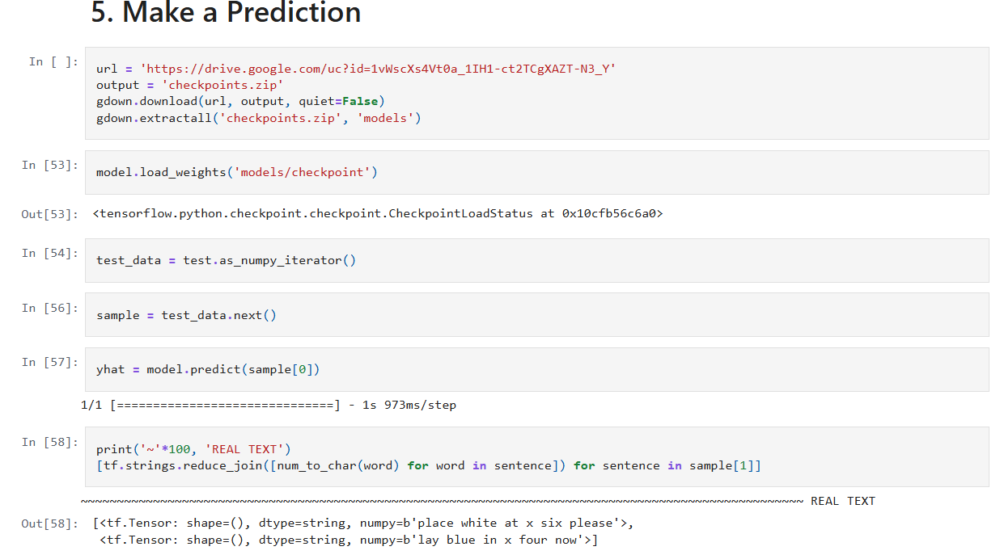 5. Make a Prediction
In [ ]:
url = 'https://drive.google.com/uc?id=1vWscXs4Vt0a_1IH1-ct2TCgXAZT-N3_Y'
output = 'checkpoints.zip'
gdown.download(url, output, quiet=False)
gdown.extractall('checkpoints.zip', 'models')
In [53]:
model.load_weights('models/checkpoint')
Out[53]: <tensorflow.python.checkpoint.checkpoint.CheckpointLoadStatus at 0x10cfb56c6a0>
In [54]:
test_data = test.as_numpy_iterator()
In [56]:
sample = test_data.next()
In [57]:
yhat = model.predict(sample[0])
1/1 [==============================] - 1s 973ms/step
In [58]:
print('~'*100, 'REAL TEXT')
[tf.strings.reduce_join([num_to_char(word) for word in sentence]) for sentence in sample[1]]
~~~~~~~~~~~~~~~~~~~~~~~~~~~~~~~~~~~~~~~~~~~~~~~~~~~~~~~~~~~~~~~~~~~~~~~~~~~~~~~~~~~~~~~~~~~~~~~~~~~~ REAL TEXT
Out[58]: [<tf.Tensor: shape=(), dtype=string, numpy=b'place white at x six please'>,
<tf.Tensor: shape=(), dtype=string, numpy=b'lay blue in x four now'>]